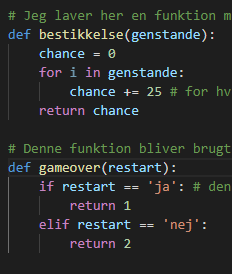 # Jeg laver her en funktion m
def bestikkelse(genstande):
    chance = 0
    for i in genstande:
        chance += 25 # for hv
    return chance
# Denne funktion bliver brugt
def gameover(restart):
    if restart == 'ja': # den
        return 1
    elif restart == 'nej':
        return 2